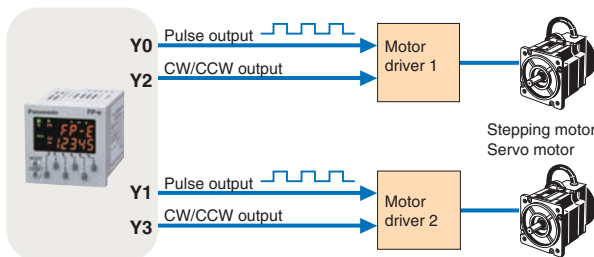 Y0 Pulse output
Motor driver 1
Y2 CW/CCW output
Panasonic FP-e
FP-E
12345
Stepping motor
Servo motor
Y1 Pulse output
Motor driver 2
Y3 CW/CCW output